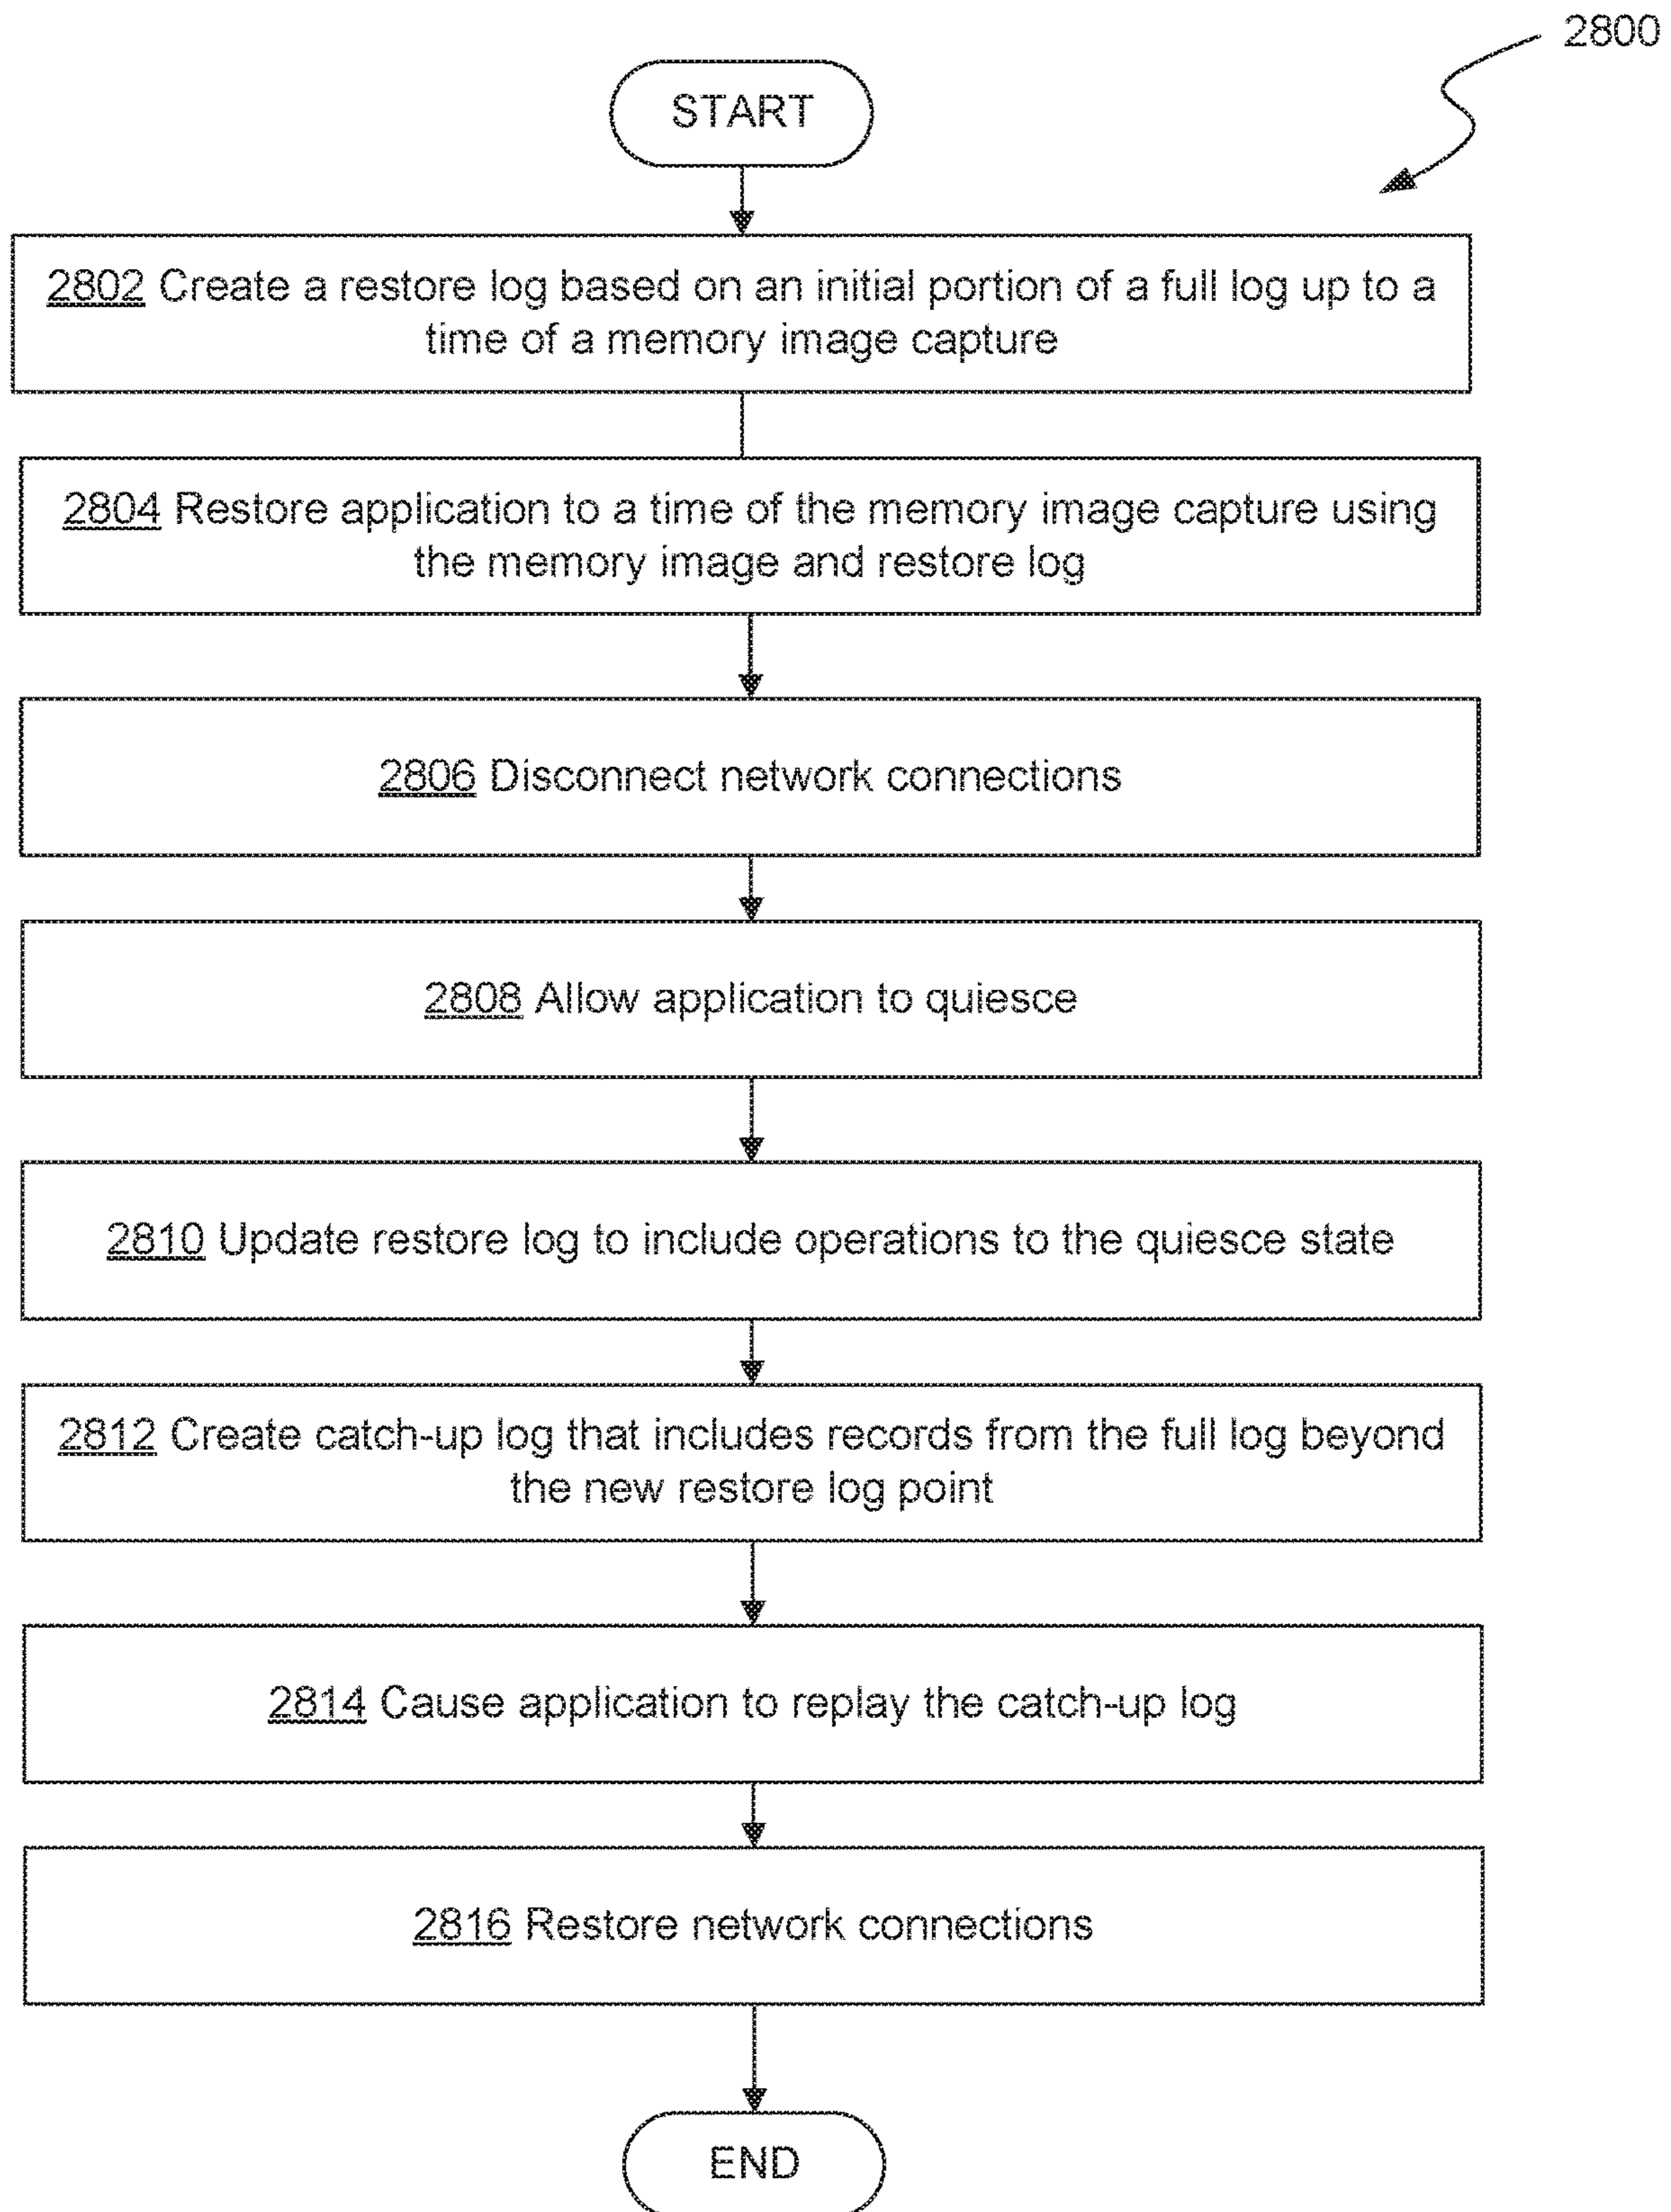 2800
START
2802 Create a restore log based on an initial portion of a full log up to a
time of a memory image capture
2804 Restore application to a time of the memory image capture using
the memory image and restore log
2806 Disconnect network connections
2808 Allow application to quiesce
2810 Update restore log to include operations to the quiesce state
2812 Create catch-up log that includes records from the full log beyond
the new restore log point
2814 Cause application to replay the catch-up log
2816 Restore network connections
END